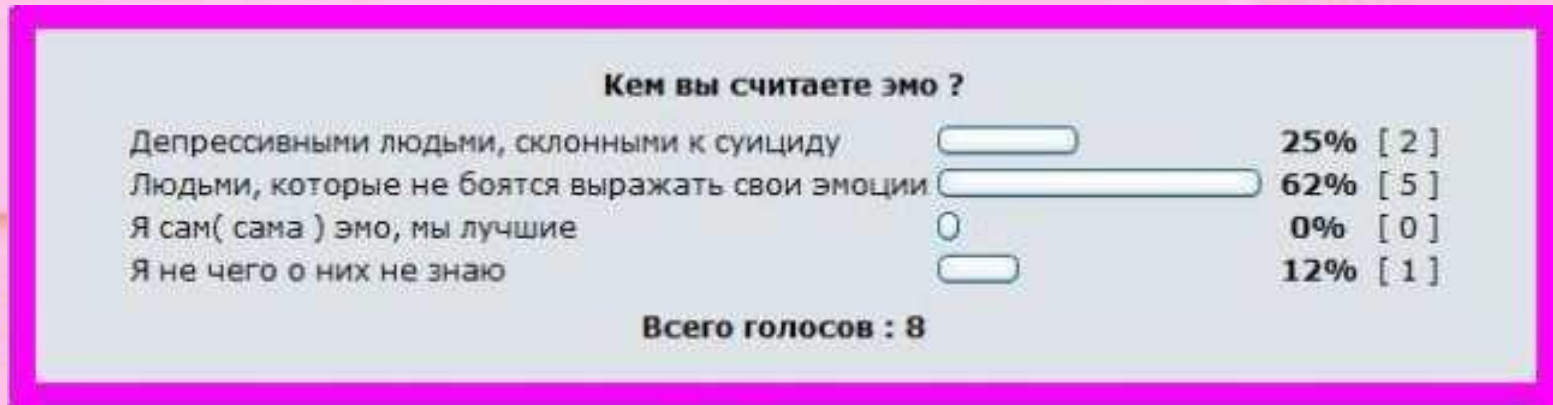 Кем вы считаете эмо ?
Депрессивными людьми, склонными к суициду 25% [ 2 ]
Людьми, которые не боятся выражать свои эмоции 62% [ 5 ]
Я сам( сама ) эмо, мы лучшие 0% [ 0 ]
Я не чего о них не знаю 12% [ 1 ]
Всего голосов : 8